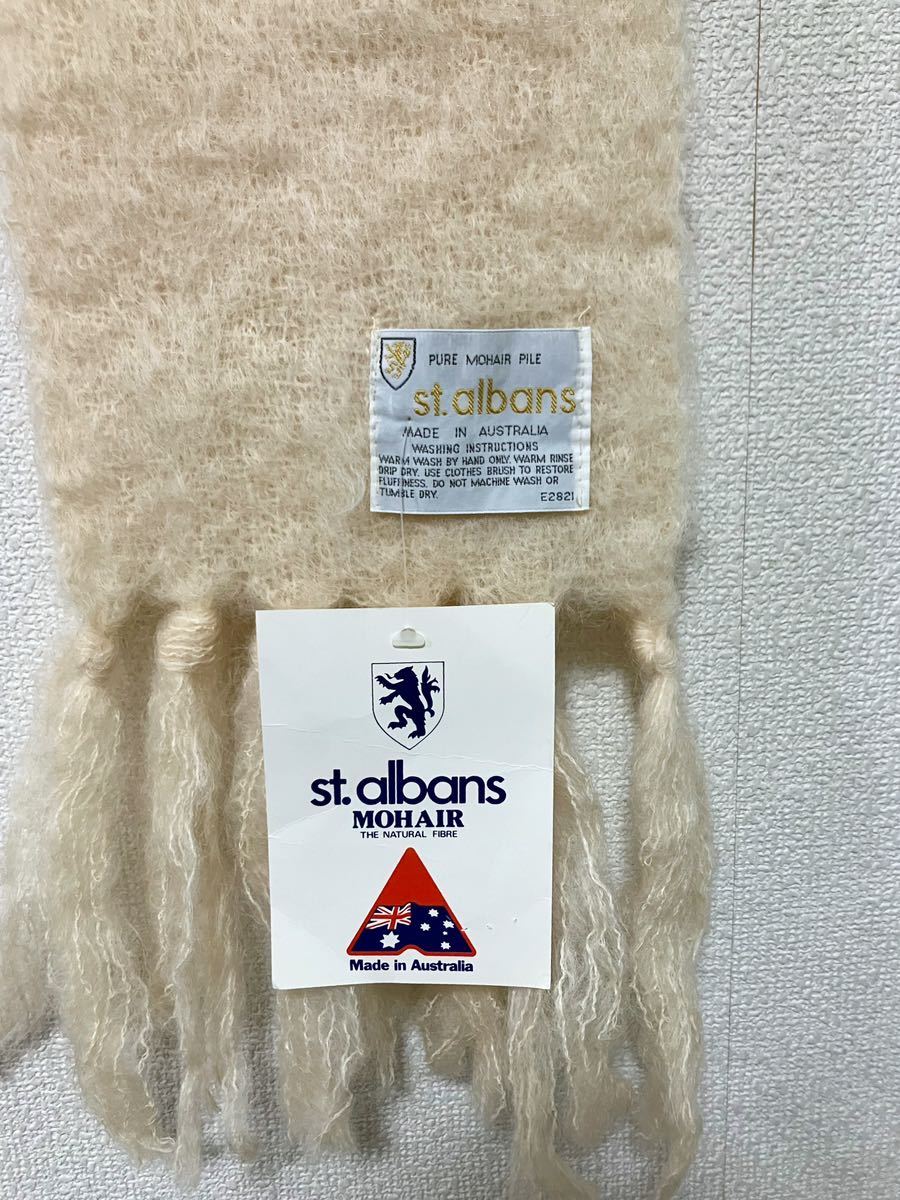 PURE MOHAIR PILE
st. albans
MADE IN AUSTRALIA
WASHING INSTRUCTIONS
WARM WASH BY HAND ONLY. WARM RINSE
DRIP DRY. USE CLOTHES BRUSH TO RESTORE
FLUFFINESS. DO NOT MACHINE WASH OR
TUMBLE DRY. E2821
st. albans
MOHAIR
THE NATURAL FIBRE
Made in Australia